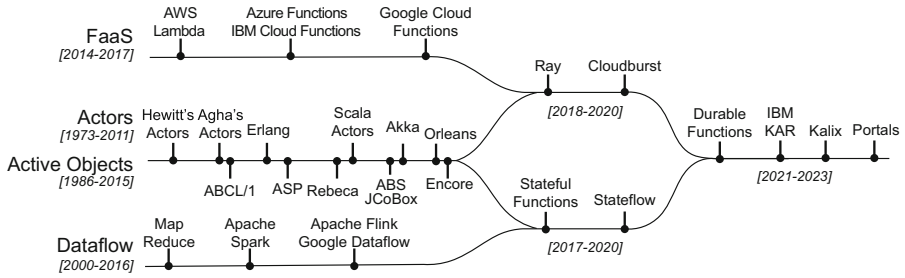 FaaS
[2014-2017]
AWS
Lambda
Azure Functions
IBM Cloud Functions
Google Cloud
Functions
Ray
Cloudburst
[2018-2020]
Actors
[1973-2011]
Active Objects
[1986-2015]
Hewitt's
Actors
Agha's
Actors
Erlang
Scala
Actors
Akka
Orleans
ABCL/1
ASP
Rebeca
ABS
JCoBox
Encore
Durable
Functions
IBM
KAR
Kalix
Portals
[2021-2023]
Stateful
Functions
Stateflow
[2017-2020]
Dataflow
[2000-2016]
Map
Reduce
Apache
Spark
Apache Flink
Google Dataflow